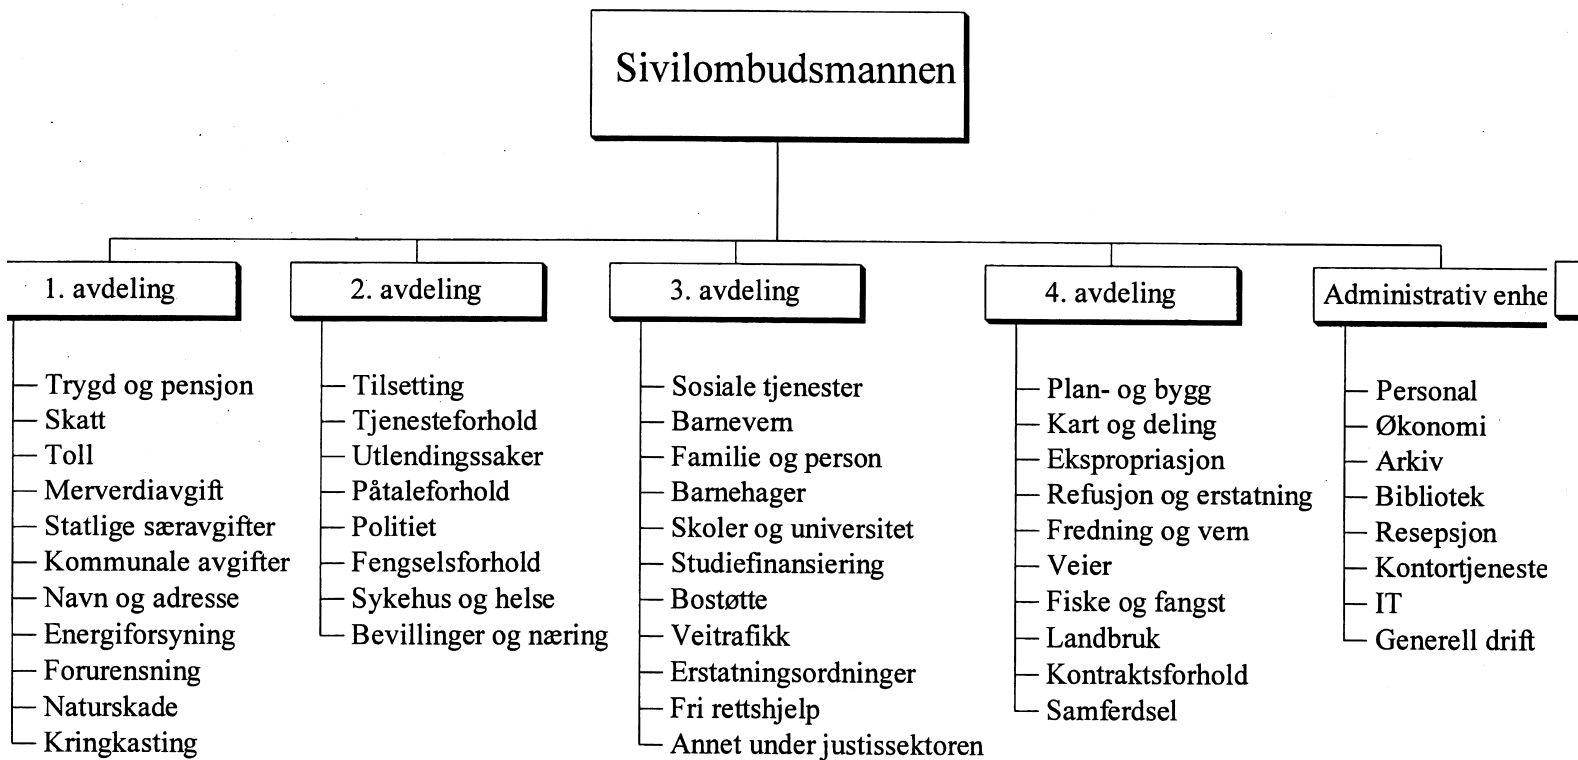 Sivilombudsmannen
1. avdeling
Trygd og pensjon
Skatt
Toll
Merverdiavgift
Statlige særavgifter
Kommunale avgifter
Navn og adresse
Energiforsyning
Forurensning
Naturskade
Kringkasting
2. avdeling
Tilsetting
Tjenesteforhold
Utlendingssaker
Påtaleforhold
Politiet
Fengselsforhold
Sykehus og helse
Bevillinger og næring
3. avdeling
Sosiale tjenester
Barnevern
Familie og person
Barnehager
Skoler og universitet
Studiefinansiering
Bostøtte
Veitrafikk
Erstatningsordninger
Fri rettshjelp
Annet under justissektoren
4. avdeling
Plan- og bygg
Kart og deling
Ekspropriasjon
Refusjon og erstatning
Fredning og vern
Veier
Fiske og fangst
Landbruk
Kontraktsforhold
Samferdsel
Administrativ enhe
Personal
Økonomi
Arkiv
Bibliotek
Resepsjon
Kontortjeneste
IT
Generell drift